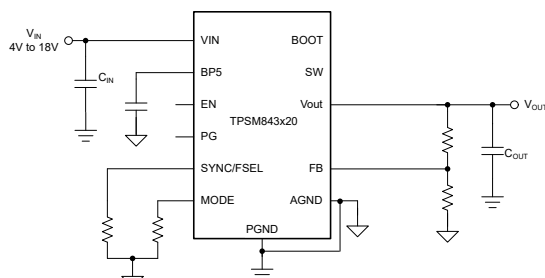 VIN
4V to 18V
CIN
VIN
BP5
EN
PG
SYNC/FSEL
MODE
BOOT
SW
Vout
TPSM843x20
FB
AGND
PGND
VOUT
COUT